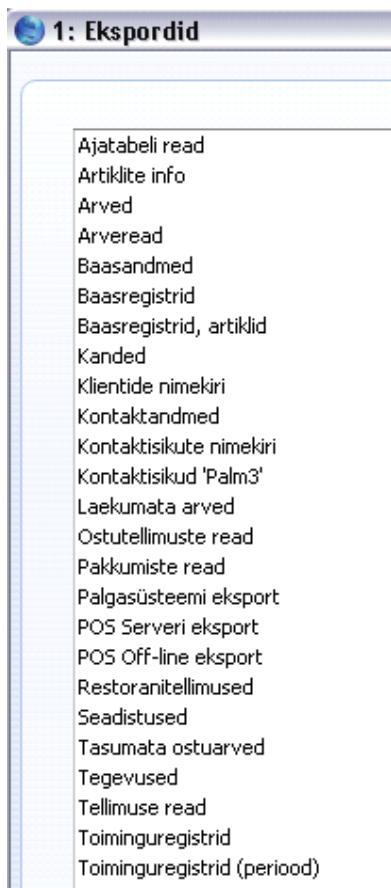 1: Ekspordid
Ajatabeli read
Artiklite info
Arved
Arveread
Baasandmed
Baasregistrid
Baasregistrid, artiklid
Kanded
Klientide nimekiri
Kontaktandmed
Kontaktisikute nimekiri
Kontaktisikud 'Palm3'
Laekumata arved
Ostutellimuste read
Pakkumiste read
Palgasüsteemi eksport
POS Serveri eksport
POS Off-line eksport
Restoranitellimused
Seadistused
Tasumata ostuarved
Tegevused
Tellimuse read
Toiminguregistrid
Toiminguregistrid (periood)